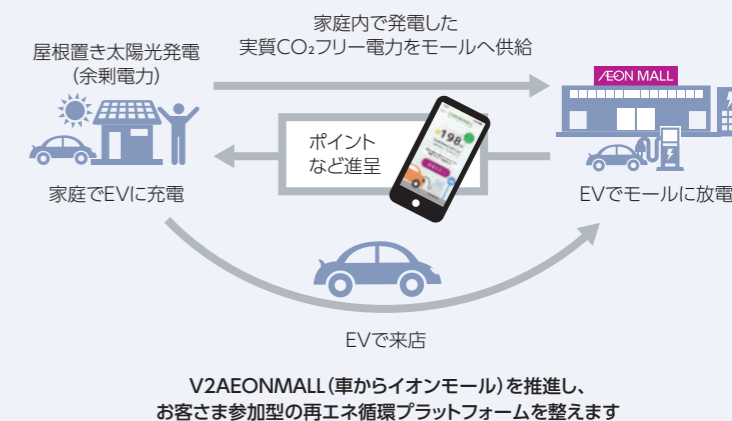 家庭内で発電した
実質CO₂フリー電力をモールへ供給
屋根置き太陽光発電
(余剰電力)
ÆON MALL
ポイント
など進呈
198
家庭でEVに充電
EVでモールに放電
EVで来店
V2AEONMALL(車からイオンモール)を推進し、
お客さま参加型の再エネ循環プラットフォームを整えます